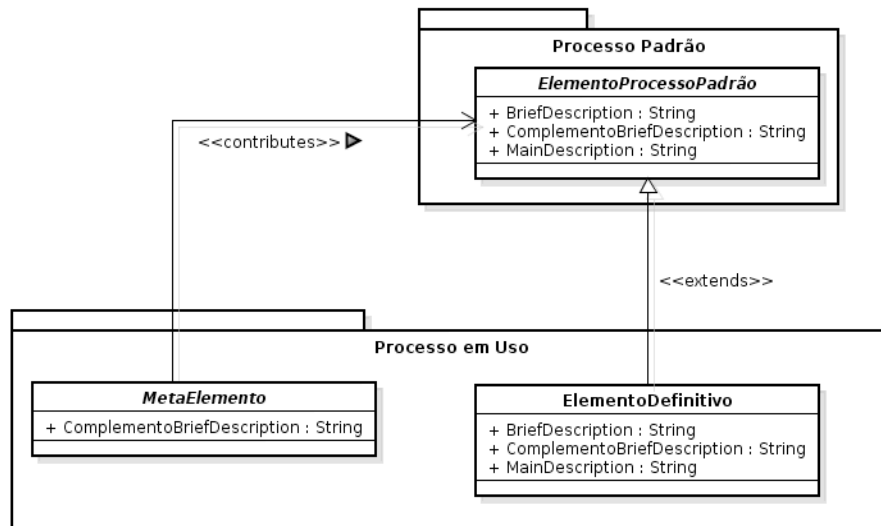 Processo Padrão
ElementoProcessoPadrão
+ BriefDescription : String
+ ComplementoBriefDescription : String
+ MainDescription : String
<<contributes>>
<<extends>>
Processo em Uso
MetaElemento
+ ComplementoBriefDescription : String
ElementoDefinitivo
+ BriefDescription : String
+ ComplementoBriefDescription : String
+ MainDescription : String